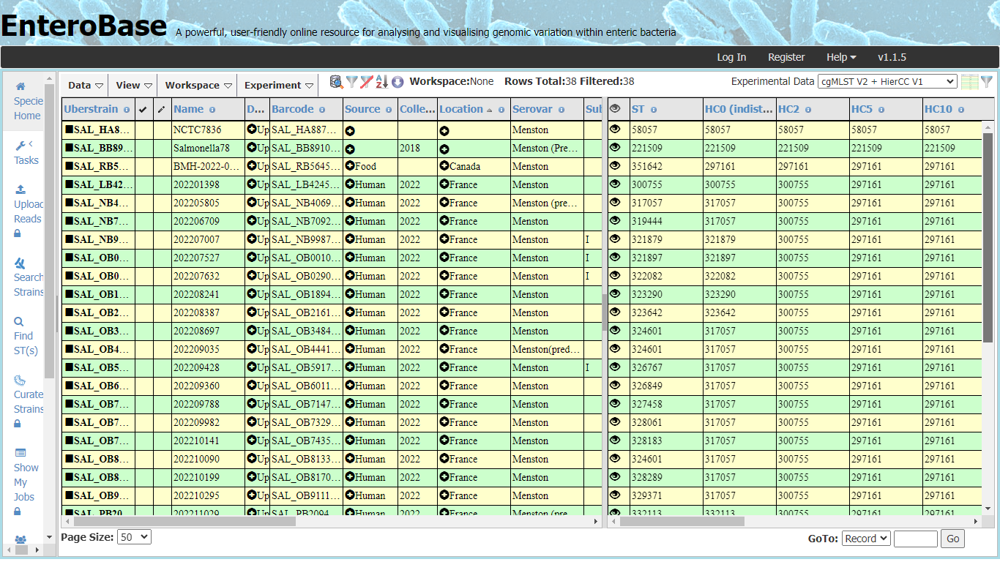 EnteroBase A powerful, user-friendly online resource for analysing and visualising genomic variation within enteric bacteria
Log In Register Help v1.1.5
Data View Workspace Experiment Workspace:None Rows Total:38 Filtered:38 Experimental Data cgMLST V2 + HierCC V1
Specie
Home
Tasks
Upload
Reads
Search
Strains
Find
ST(s)
Curate
Strains
Show
My
Jobs
Uberstrain Name D... Barcode Source Colle... Location Serovar Sub ST HC0 (indist... HC2 HC5 HC10
SAL_HA8... NCTC7836 Up SAL_HA887... Menston 58057 58057 58057 58057 58057
SAL_BB89... Salmonella78 Up SAL_BB8910... 2018 Menston (Pre... 221509 221509 221509 221509 221509
SAL_RB5... BMH-2022-0... Up SAL_RB5645... Food Canada Menston 351642 297161 297161 297161 297161
SAL_LB42... 202201398 Up SAL_LB4245... Human 2022 France Menston 300755 300755 300755 297161 297161
SAL_NB4... 202205805 Up SAL_NB4069... Human 2022 France Menston (pre... 317057 317057 300755 297161 297161
SAL_NB7... 202206709 Up SAL_NB7092... Human 2022 France Menston 319444 317057 300755 297161 297161
SAL_NB9... 202207007 Up SAL_NB9987... Human 2022 France Menston I 321879 321879 300755 297161 297161
SAL_OB0... 202207527 Up SAL_OB0010... Human 2022 France Menston I 321897 321897 300755 297161 297161
SAL_OB0... 202207632 Up SAL_OB0290... Human 2022 France Menston I 322082 322082 300755 297161 297161
SAL_OB1... 202208241 Up SAL_OB1894... Human 2022 France Menston 323290 323290 300755 297161 297161
SAL_OB2... 202208387 Up SAL_OB2161... Human 2022 France Menston 323642 323642 300755 297161 297161
SAL_OB3... 202208697 Up SAL_OB3484... Human 2022 France Menston 324601 317057 300755 297161 297161
SAL_OB4... 202209035 Up SAL_OB4441... Human 2022 France Menston(pred... 324601 317057 300755 297161 297161
SAL_OB5... 202209428 Up SAL_OB5917... Human 2022 France Menston I 326767 317057 300755 297161 297161
SAL_OB6... 202209360 Up SAL_OB6011... Human 2022 France Menston 326849 317057 300755 297161 297161
SAL_OB7... 202209788 Up SAL_OB7147... Human 2022 France Menston 327458 317057 300755 297161 297161
SAL_OB7... 202209982 Up SAL_OB7329... Human 2022 France Menston 328061 317057 300755 297161 297161
SAL_OB7... 202210141 Up SAL_OB7435... Human 2022 France Menston 328183 317057 300755 297161 297161
SAL_OB8... 202210090 Up SAL_OB8133... Human 2022 France Menston 324601 317057 300755 297161 297161
SAL_OB8... 202210199 Up SAL_OB8170... Human 2022 France Menston 328289 317057 300755 297161 297161
SAL_OB9... 202210295 Up SAL_OB9111... Human 2022 France Menston 329371 317057 300755 297161 297161
SAL_PB20... 202211029 Up SAL_PB2094... Human 2022 France Menston (pre... 332113 332113 300755 297161 297161
Page Size: 50 GoTo: Record Go